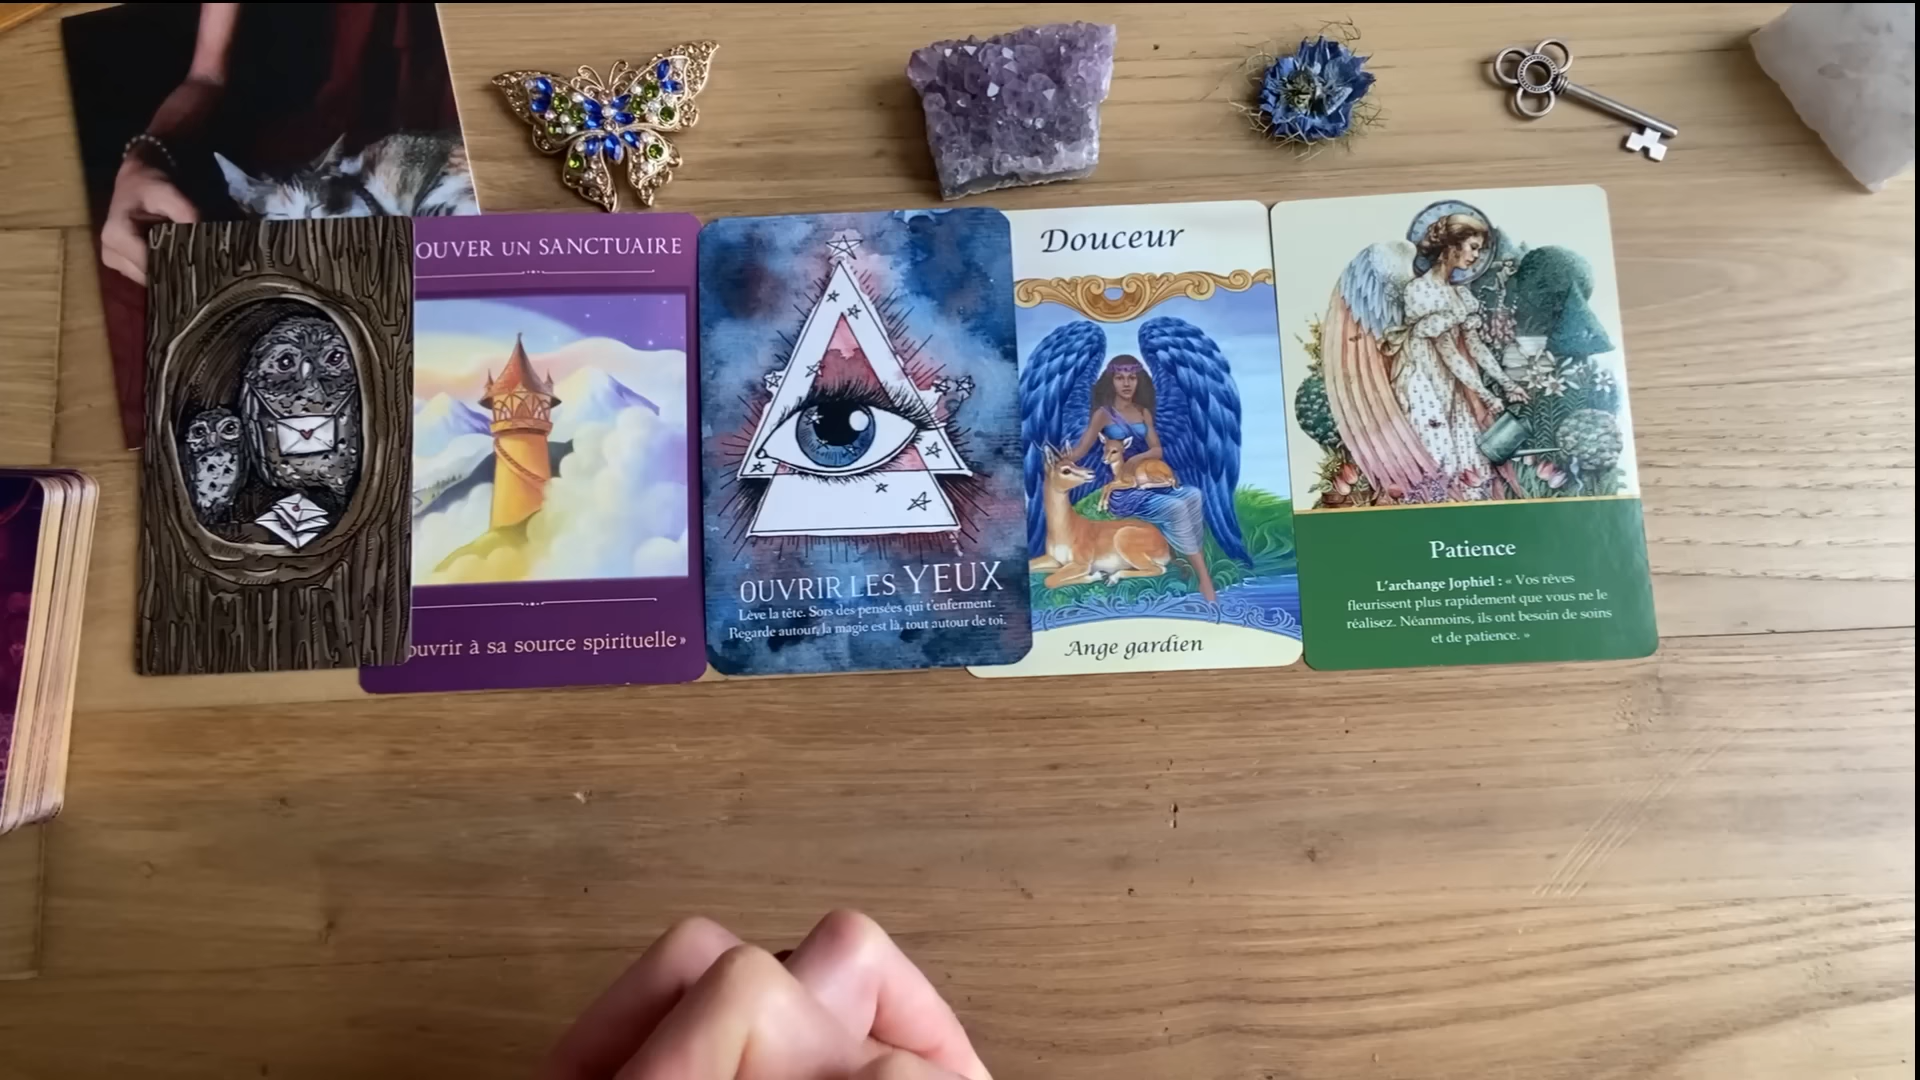 OUVER UN SANCTUAIRE
ouvrir à sa source spirituelle »
OUVRIR LES YEUX
Lève la tête. Sors des pensées qui t'enferment.
Regarde autour, la magie est là, tout autour de toi.
Douceur
Ange gardien
Patience
L'archange Jophiel : « Vos rêves
fleurissent plus rapidement que vous ne le
réalisez. Néanmoins, ils ont besoin de soins
et de patience. »